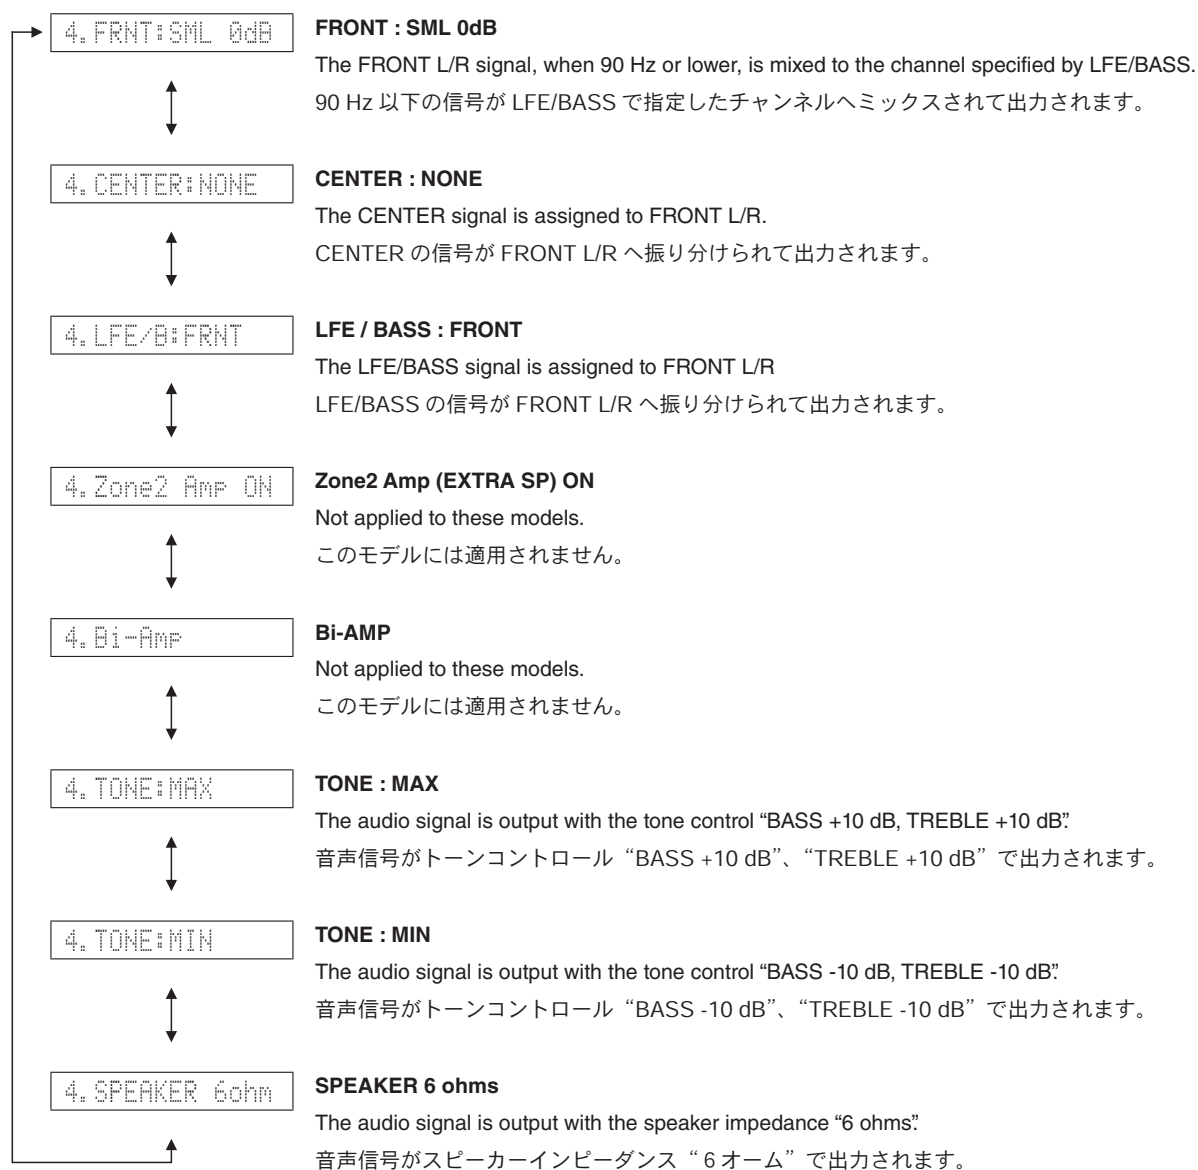 4.FRNT:SML 0dB
FRONT : SML 0dB
The FRONT L/R signal, when 90 Hz or lower, is mixed to the channel specified by LFE/BASS.
90 Hz 以下の信号が LFE/BASS で指定したチャンネルへミックスされて出力されます。
4.CENTER:NONE
CENTER : NONE
The CENTER signal is assigned to FRONT L/R.
CENTER の信号が FRONT L/R へ振り分けられて出力されます。
4.LFE/B:FRNT
LFE / BASS : FRONT
The LFE/BASS signal is assigned to FRONT L/R
LFE/BASS の信号が FRONT L/R へ振り分けられて出力されます。
4.Zone2 Amp ON
Zone2 Amp (EXTRA SP) ON
Not applied to these models.
このモデルには適用されません。
4.Bi-Amp
Bi-AMP
Not applied to these models.
このモデルには適用されません。
4.TONE:MAX
TONE : MAX
The audio signal is output with the tone control “BASS +10 dB, TREBLE +10 dB”.
音声信号がトーンコントロール“BASS +10 dB”、“TREBLE +10 dB”で出力されます。
4.TONE:MIN
TONE : MIN
The audio signal is output with the tone control “BASS -10 dB, TREBLE -10 dB”.
音声信号がトーンコントロール“BASS -10 dB”、“TREBLE -10 dB”で出力されます。
4.SPEAKER 6ohm
SPEAKER 6 ohms
The audio signal is output with the speaker impedance “6 ohms”.
音声信号がスピーカーインピーダンス“ 6 オーム”で出力されます。